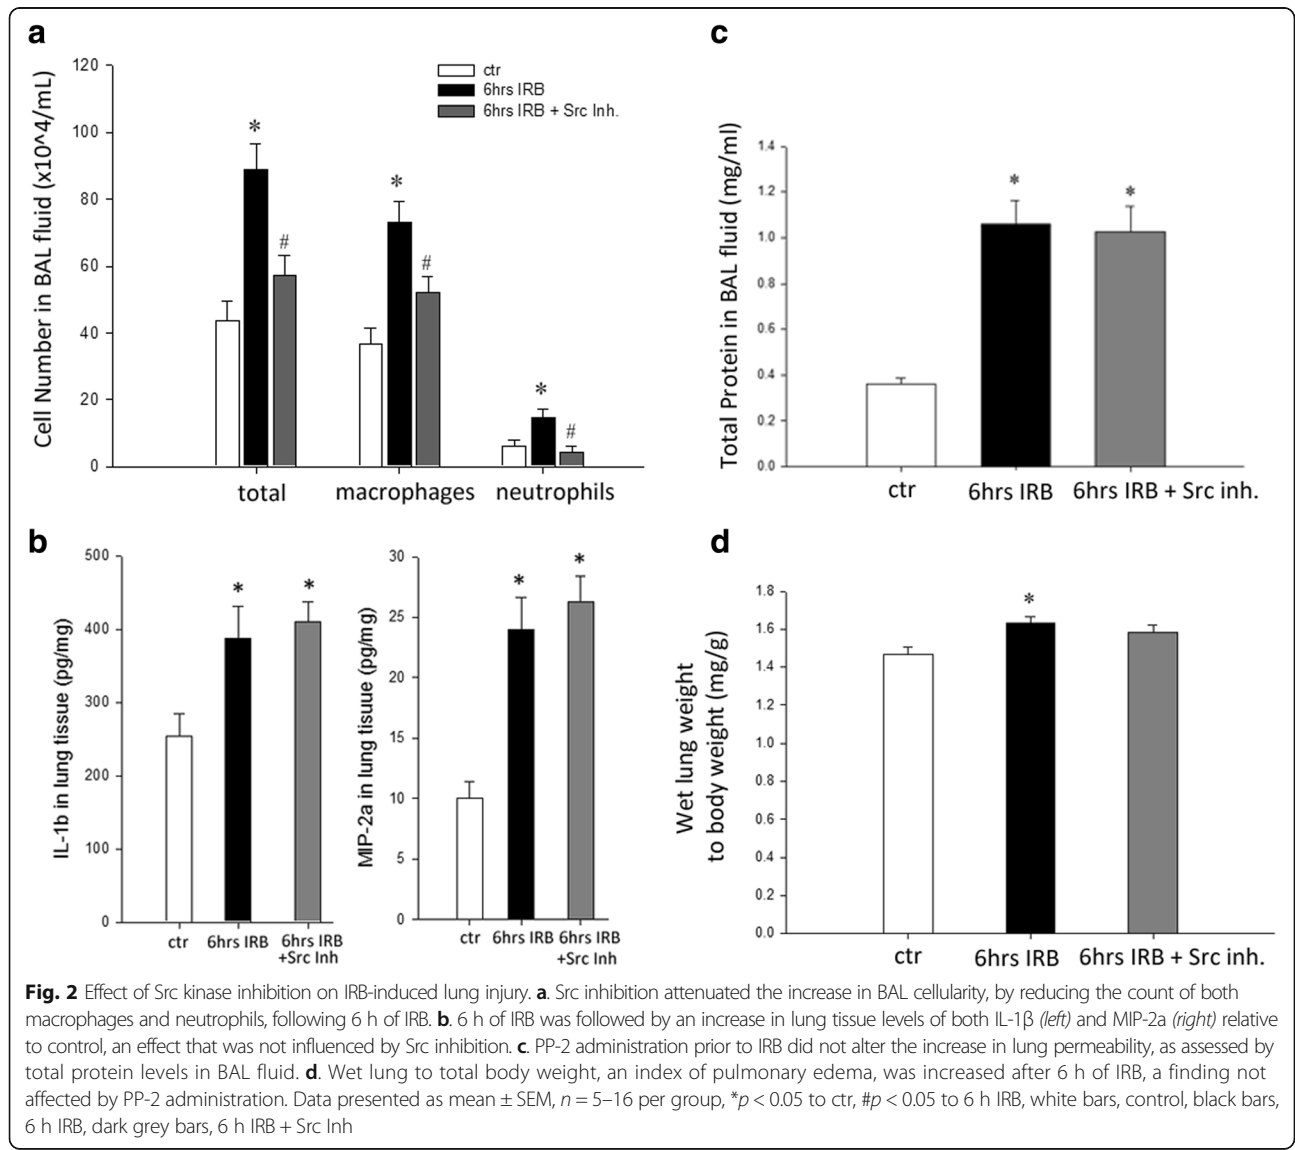 a
120
100
80
60
40
20
0
Cell Number in BAL fluid (x10^4/mL)
ctr
6hrs IRB
6hrs IRB + Src Inh.
*
#
*
#
*
#
total macrophages neutrophils
c
1.4
1.2
1.0
0.8
0.6
0.4
0.2
0.0
Total Protein in BAL fluid (mg/ml)
*
*
ctr 6hrs IRB 6hrs IRB + Src inh.
b
500
400
300
200
100
0
IL-1b in lung tissue (pg/mg)
*
*
ctr 6hrs IRB 6hrs IRB
+Src Inh
30
25
20
15
10
5
0
MIP-2a in lung tisuue (pg/mg)
*
*
ctr 6hrs IRB 6hrs IRB
+Src Inh
d
1.8
1.6
1.4
1.2
1.0
0.8
0.6
0.4
0.2
0.0
Wet lung weight
to body weight (mg/g)
*
ctr 6hrs IRB 6hrs IRB + Src inh.
Fig. 2 Effect of Src kinase inhibition on IRB-induced lung injury. a. Src inhibition attenuated the increase in BAL cellularity, by reducing the count of both
macrophages and neutrophils, following 6 h of IRB. b. 6 h of IRB was followed by an increase in lung tissue levels of both IL-1β (left) and MIP-2a (right) relative
to control, an effect that was not influenced by Src inhibition. c. PP-2 administration prior to IRB did not alter the increase in lung permeability, as assessed by
total protein levels in BAL fluid. d. Wet lung to total body weight, an index of pulmonary edema, was increased after 6 h of IRB, a finding not
affected by PP-2 administration. Data presented as mean ± SEM, n = 5–16 per group, *p < 0.05 to ctr, #p < 0.05 to 6 h IRB, white bars, control, black bars,
6 h IRB, dark grey bars, 6 h IRB + Src Inh